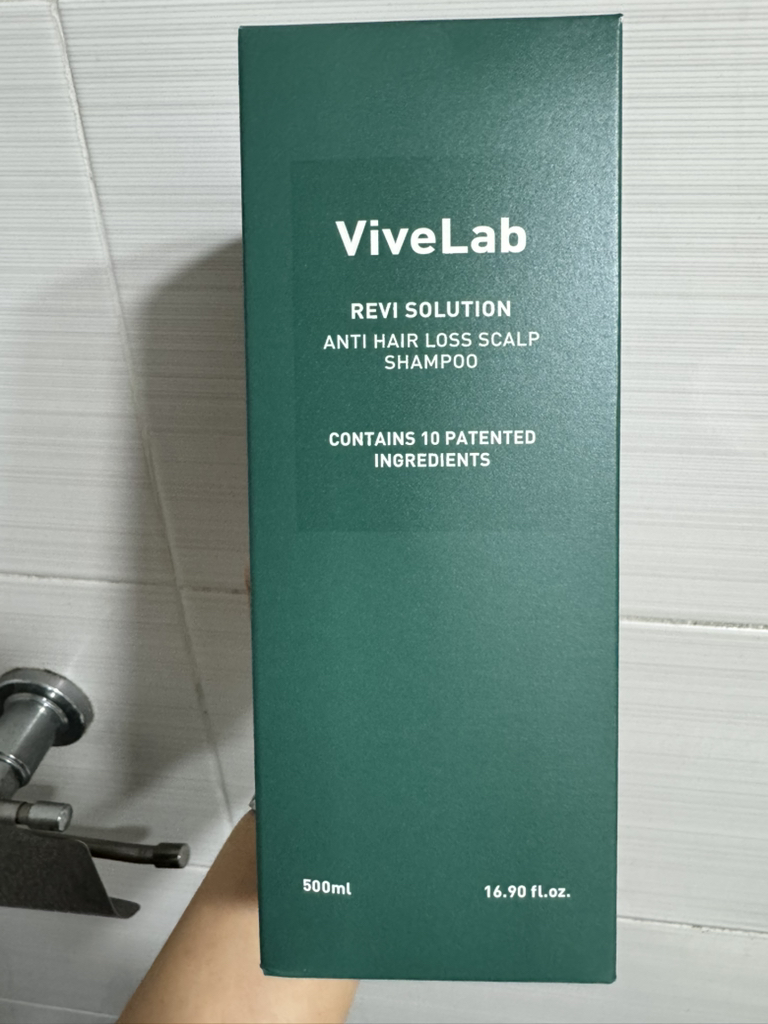 ViveLab
REVI SOLUTION
ANTI HAIR LOSS SCALP
SHAMPOO
CONTAINS 10 PATENTED
INGREDIENTS
500ml 16.90 fl.oz.